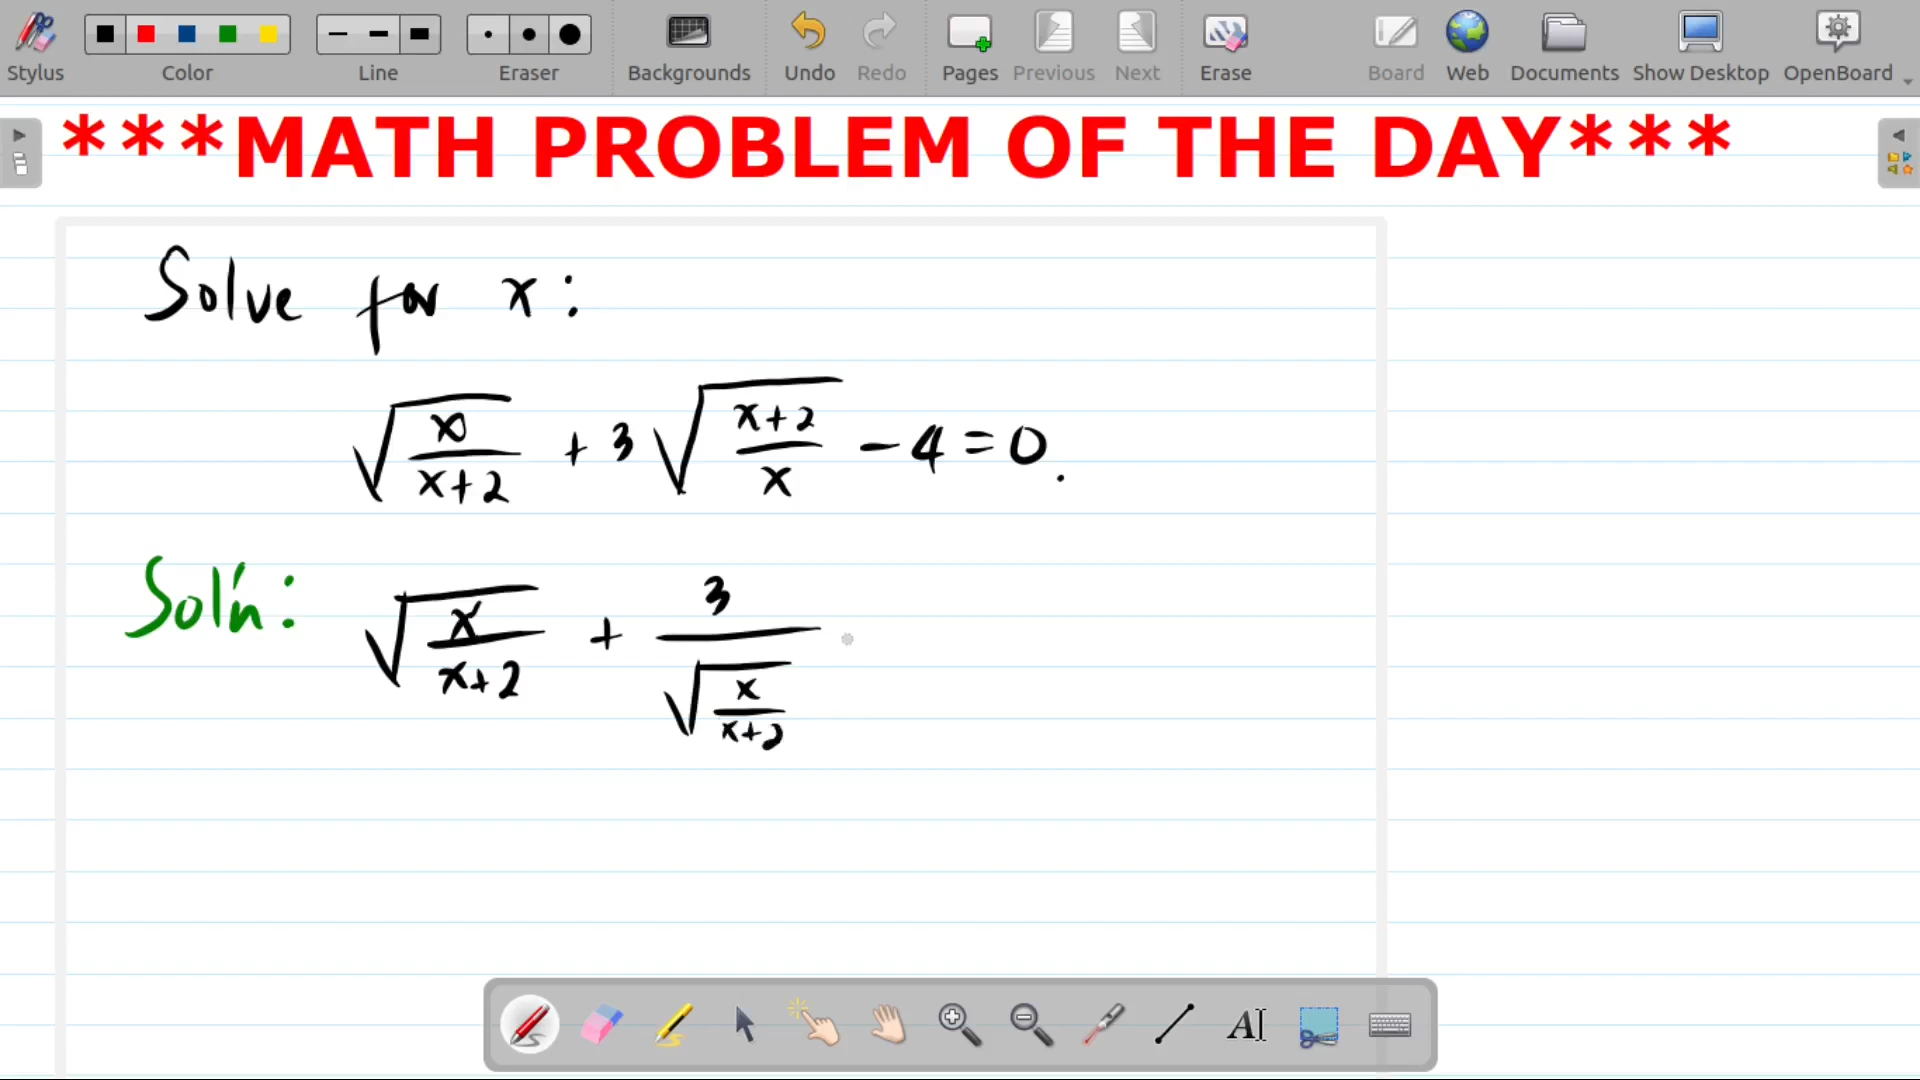 Stylus Color Line Eraser Backgrounds Undo Redo Pages Previous Next Erase Board Web Documents Show Desktop OpenBoard
***MATH PROBLEM OF THE DAY***
Solve for x:
√(x/(x+2)) + 3√((x+2)/x) - 4 = 0.
Sol'n: √(x/(x+2)) + 3/√(x/(x+2))
AI